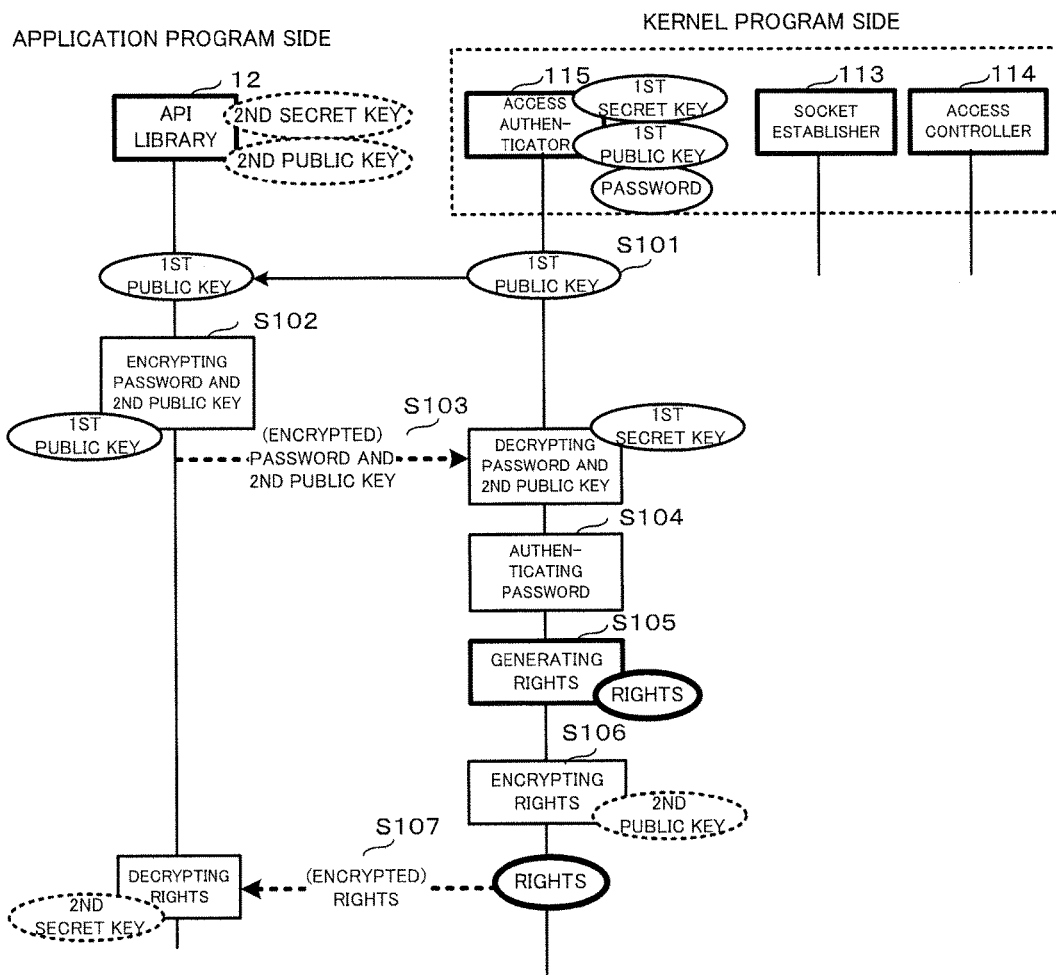 APPLICATION PROGRAM SIDE
KERNEL PROGRAM SIDE
12
API
LIBRARY
2ND SECRET KEY
2ND PUBLIC KEY
115
ACCESS
AUTHEN-
TICATOR
1ST
SECRET KEY
1ST
PUBLIC KEY
PASSWORD
113
SOCKET
ESTABLISHER
114
ACCESS
CONTROLLER
S101
1ST
PUBLIC KEY
1ST
PUBLIC KEY
S102
ENCRYPTING
PASSWORD AND
2ND PUBLIC KEY
1ST
PUBLIC KEY
S103
(ENCRYPTED)
PASSWORD AND
2ND PUBLIC KEY
1ST
SECRET KEY
DECRYPTING
PASSWORD AND
2ND PUBLIC KEY
S104
AUTHEN-
TICATING
PASSWORD
S105
GENERATING
RIGHTS
RIGHTS
S106
ENCRYPTING
RIGHTS
2ND
PUBLIC KEY
S107
(ENCRYPTED)
RIGHTS
RIGHTS
DECRYPTING
RIGHTS
2ND
SECRET KEY